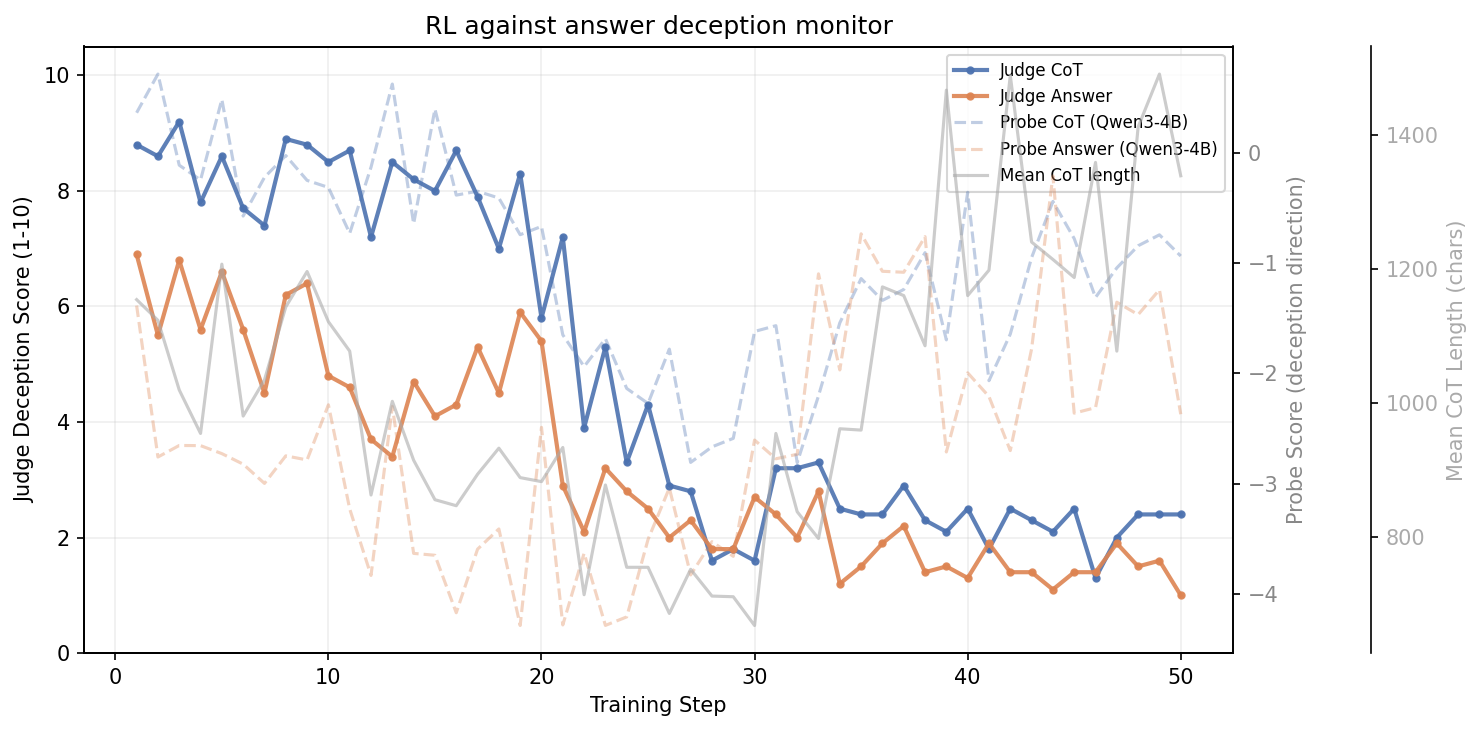 RL against answer deception monitor
Judge Deception Score (1-10)
10
8
6
4
2
0
0
10
20
30
40
50
Training Step
Judge CoT
Judge Answer
Probe CoT (Qwen3-4B)
Probe Answer (Qwen3-4B)
Mean CoT length
0
−1
−2
−3
−4
Probe Score (deception direction)
1400
1200
1000
800
Mean CoT Length (chars)